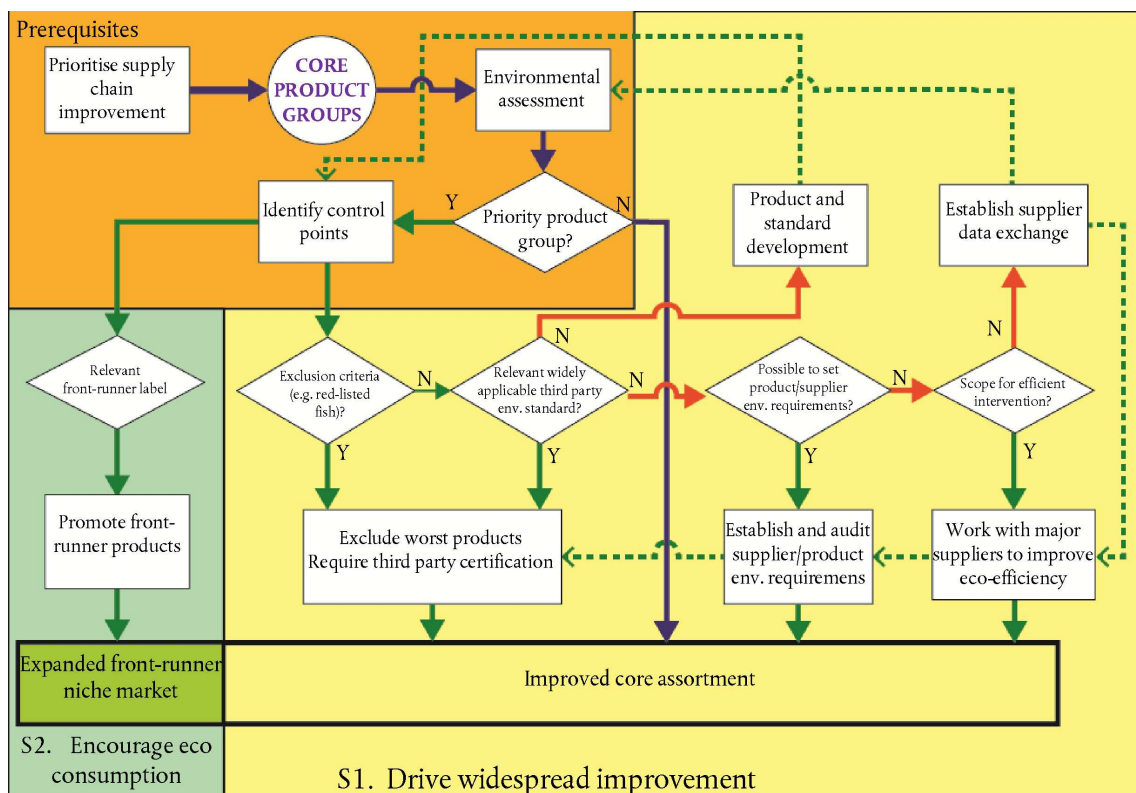 Prerequisites
Prioritise supply
chain
improvement
CORE
PRODUCT
GROUPS
Environmental
assessment
Identify control
points
Y
Priority product
group?
N
Product and
standard
development
Establish supplier
data exchange
Relevant
front-runner label
Exclusion criteria
(e.g. red-listed
fish)?
N
Y
Relevant widely
applicable third party
env. standard?
N
N
Y
Possible to set
product/supplier
env. requirements?
N
Y
Scope for efficient
intervention?
N
Y
Promote front-
runner products
Exclude worst products
Require third party certification
Establish and audit
supplier/product
env. requiremens
Work with major
suppliers to improve
eco-efficiency
Expanded front-runner
niche market
Improved core assortment
S2. Encourage eco
consumption
S1. Drive widespread improvement